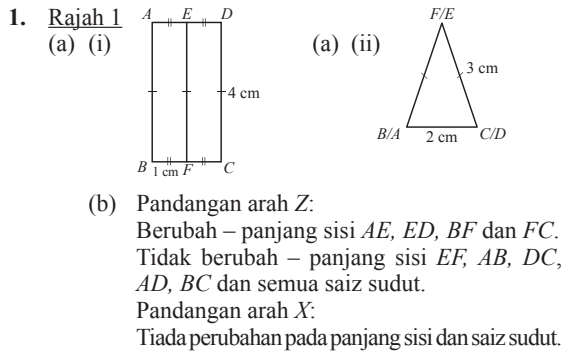 1. Rajah 1
(a) (i)
A E D
4 cm
B 1 cm F C
(a) (ii)
F/E
3 cm
B/A 2 cm C/D
(b) Pandangan arah Z:
Berubah – panjang sisi AE, ED, BF dan FC.
Tidak berubah – panjang sisi EF, AB, DC,
AD, BC dan semua saiz sudut.
Pandangan arah X:
Tiada perubahan pada panjang sisi dan saiz sudut.